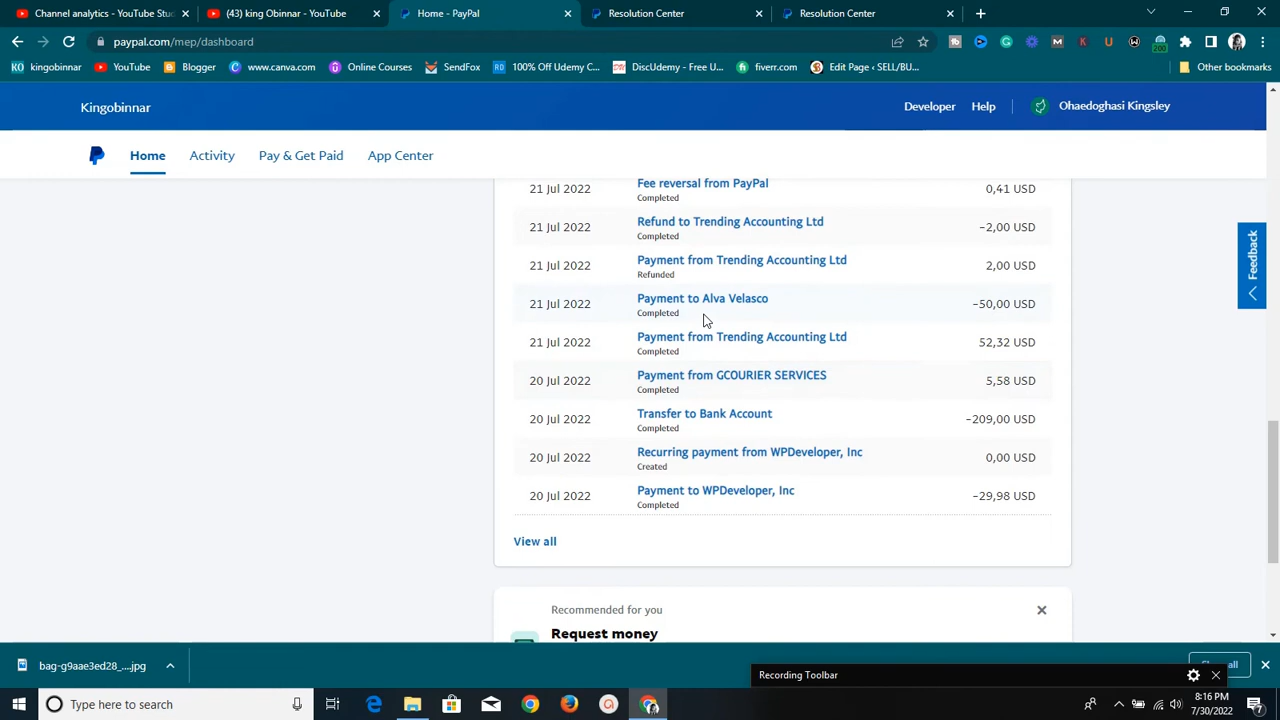 Channel analytics - YouTube Stu
(43) king Obinnar - YouTube
Home - PayPal
Resolution Center
Resolution Center
paypal.com/mep/dashboard
200
KO kingobinnar
YouTube
Blogger
www.canva.com
Online Courses
SendFox
RD 100% Off Udemy C...
DiscUdemy - Free U...
fiverr.com
Edit Page ‹ SELL/BU...
Other bookmarks
Kingobinnar
Developer
Help
Ohaedoghasi Kingsley
Home
Activity
Pay & Get Paid
App Center
21 Jul 2022 Fee reversal from PayPal 0,41 USD
Completed
21 Jul 2022 Refund to Trending Accounting Ltd −2,00 USD
Completed
21 Jul 2022 Payment from Trending Accounting Ltd 2,00 USD
Refunded
21 Jul 2022 Payment to Alva Velasco −50,00 USD
Completed
21 Jul 2022 Payment from Trending Accounting Ltd 52,32 USD
Completed
20 Jul 2022 Payment from GCOURIER SERVICES 5,58 USD
Completed
20 Jul 2022 Transfer to Bank Account −209,00 USD
Completed
20 Jul 2022 Recurring payment from WPDeveloper, Inc 0,00 USD
Created
20 Jul 2022 Payment to WPDeveloper, Inc −29,98 USD
Completed
View all
Feedback
Recommended for you
Request money
bag-g9aae3ed28_....jpg
all
Recording Toolbar
Type here to search
8:16 PM
7/30/2022